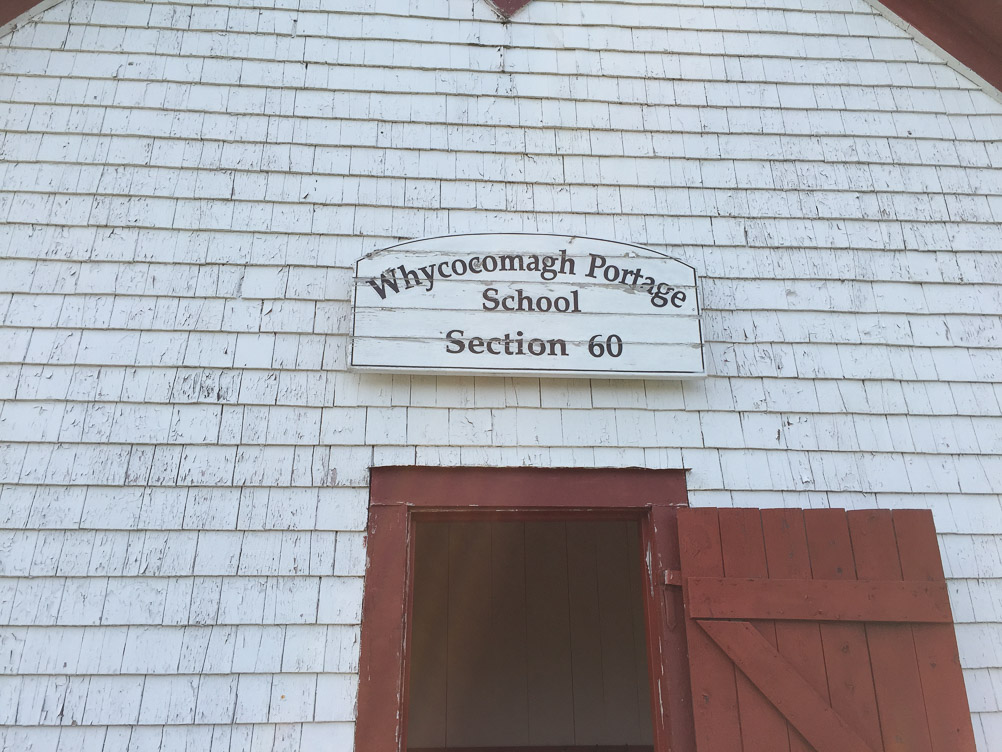 Whycocomagh Portage
School
Section 60